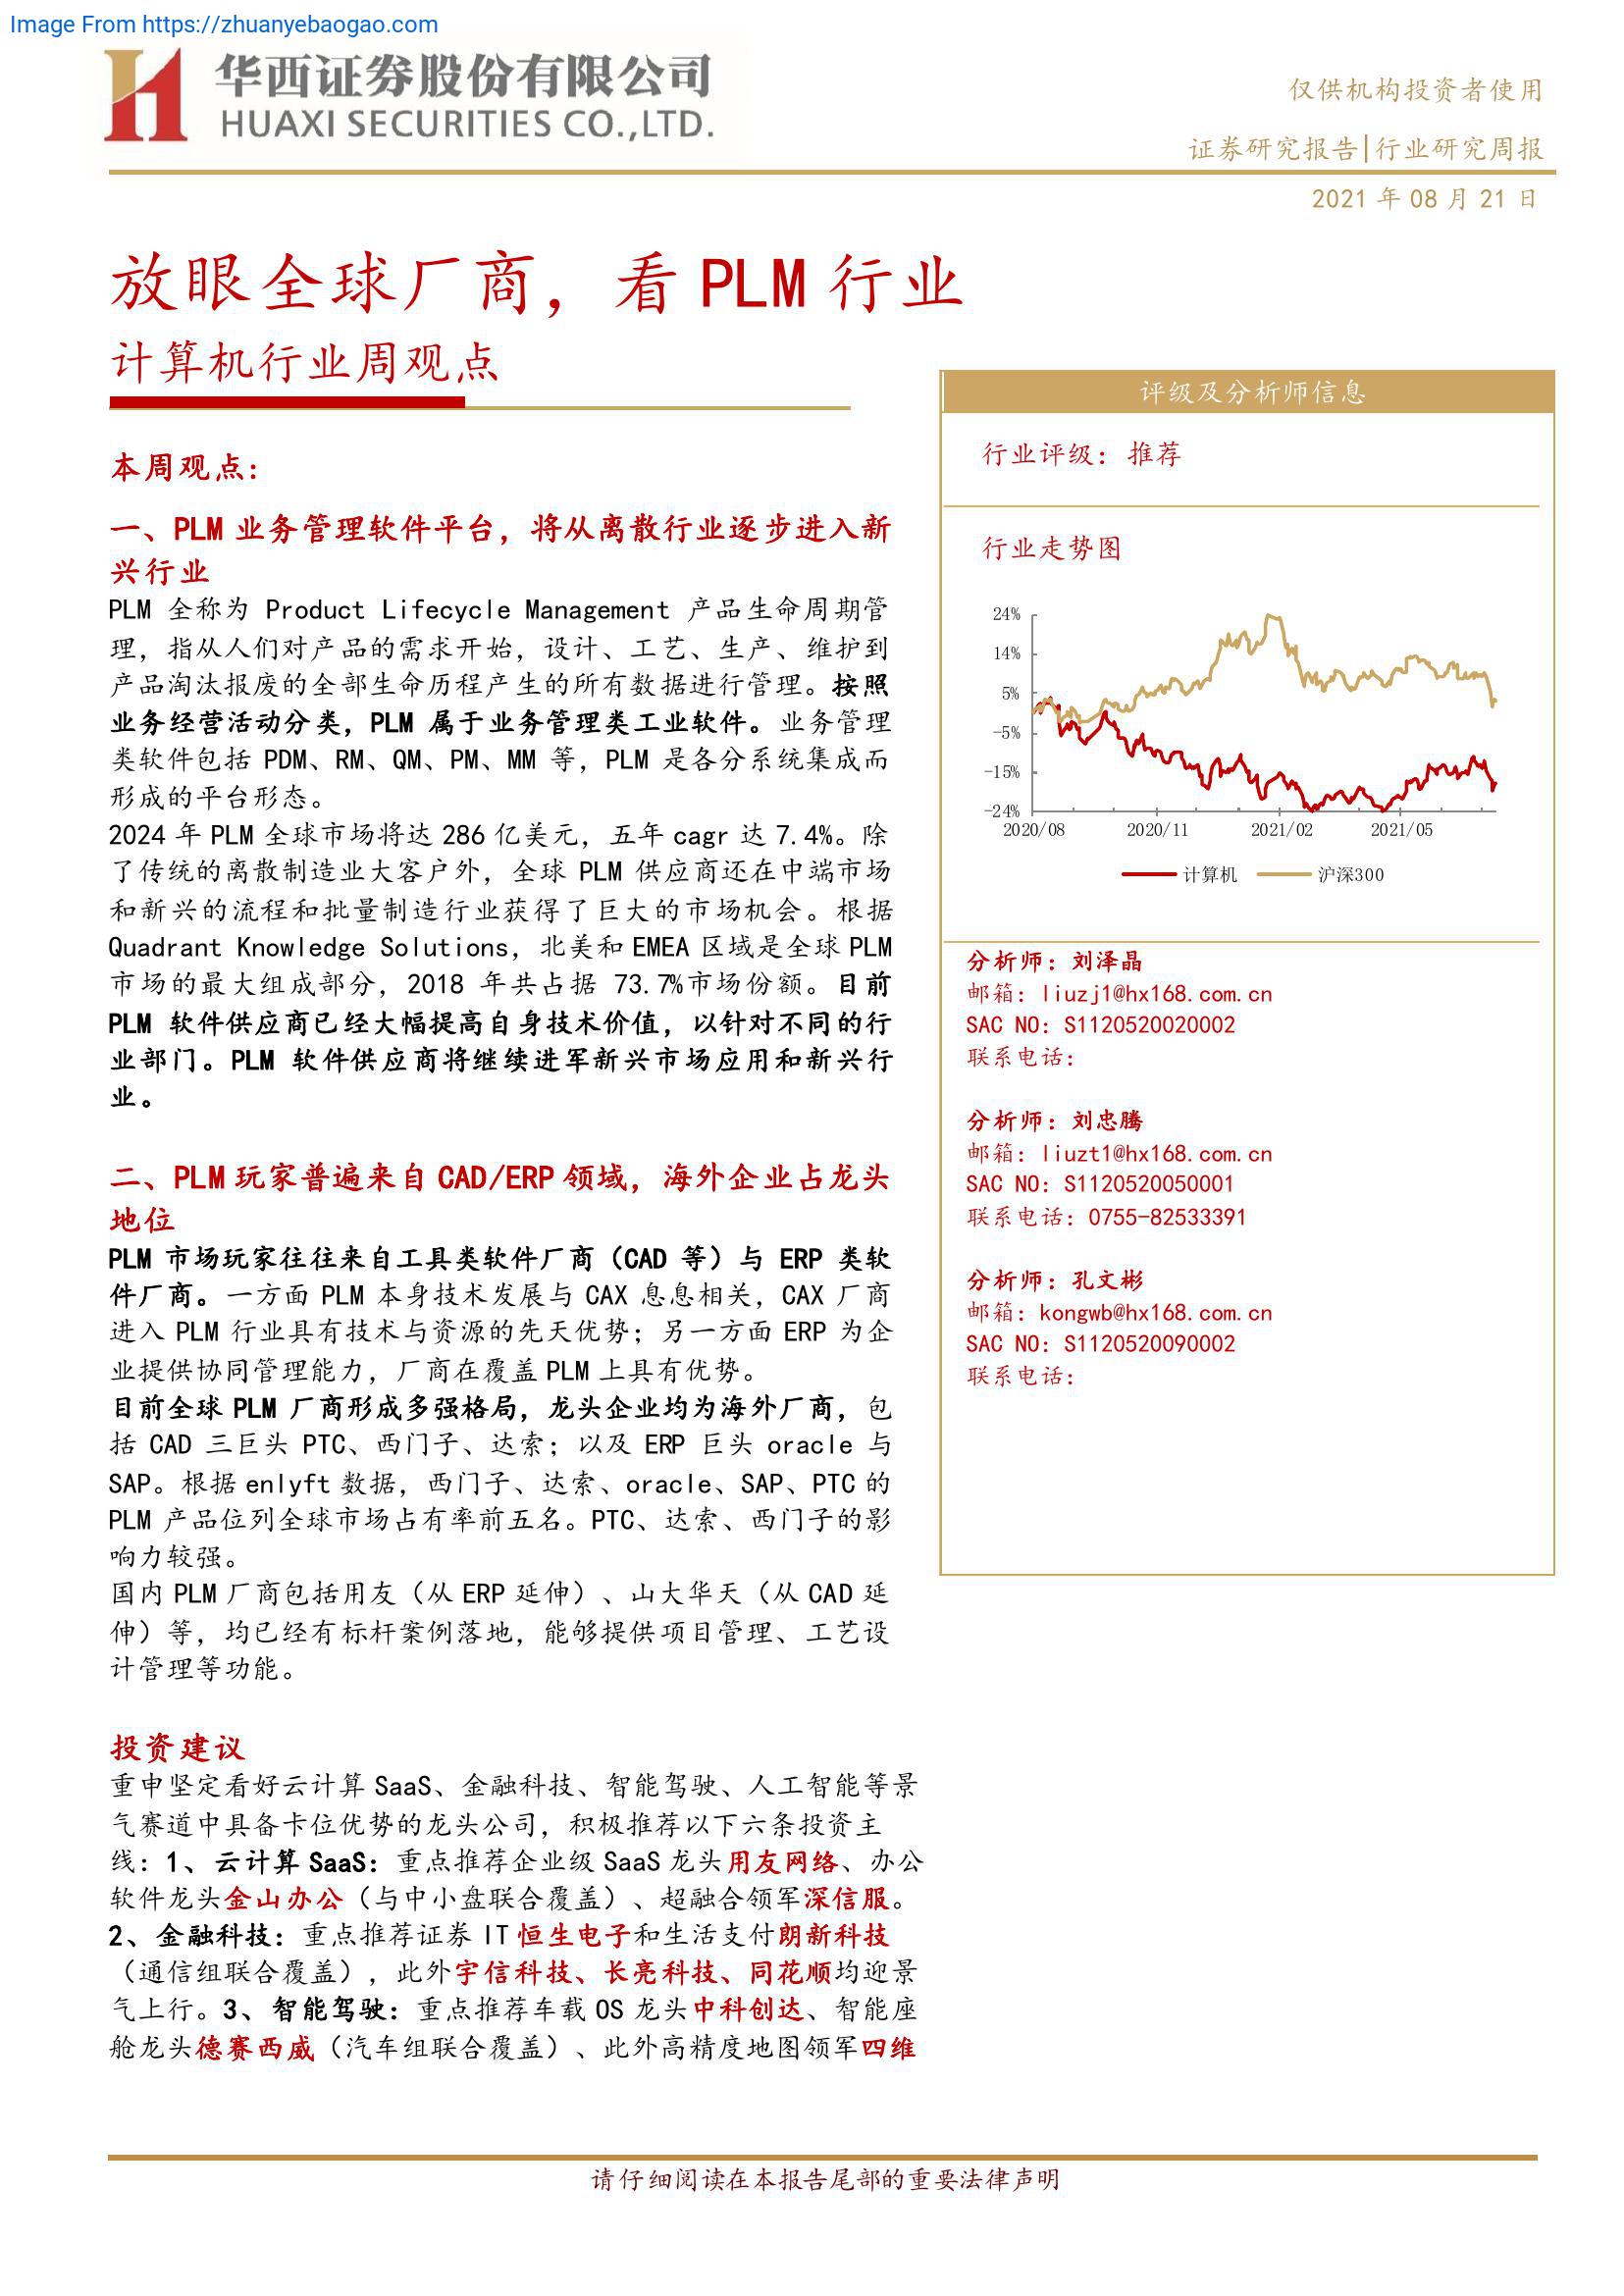 Image From https://zhuanyebaogao.com
华西证券股份有限公司
HUAXI SECURITIES CO.,LTD.
仅供机构投资者使用
证券研究报告|行业研究周报
2021 年 08 月 21 日
放眼全球厂商，看 PLM 行业
计算机行业周观点
本周观点：
一、PLM 业务管理软件平台，将从离散行业逐步进入新
兴行业
PLM 全称为 Product Lifecycle Management 产品生命周期管
理，指从人们对产品的需求开始，设计、工艺、生产、维护到
产品淘汰报废的全部生命历程产生的所有数据进行管理。按照
业务经营活动分类，PLM 属于业务管理类工业软件。业务管理
类软件包括 PDM、RM、QM、PM、MM 等，PLM 是各分系统集成而
形成的平台形态。
2024 年 PLM 全球市场将达 286 亿美元，五年 cagr 达 7.4%。除
了传统的离散制造业大客户外，全球 PLM 供应商还在中端市场
和新兴的流程和批量制造行业获得了巨大的市场机会。根据
Quadrant Knowledge Solutions，北美和 EMEA 区域是全球 PLM
市场的最大组成部分，2018 年共占据 73.7%市场份额。目前
PLM 软件供应商已经大幅提高自身技术价值，以针对不同的行
业部门。PLM 软件供应商将继续进军新兴市场应用和新兴行
业。
二、PLM 玩家普遍来自 CAD/ERP 领域，海外企业占龙头
地位
PLM 市场玩家往往来自工具类软件厂商（CAD 等）与 ERP 类软
件厂商。一方面 PLM 本身技术发展与 CAX 息息相关，CAX 厂商
进入 PLM 行业具有技术与资源的先天优势；另一方面 ERP 为企
业提供协同管理能力，厂商在覆盖 PLM 上具有优势。
目前全球 PLM 厂商形成多强格局，龙头企业均为海外厂商，包
括 CAD 三巨头 PTC、西门子、达索；以及 ERP 巨头 oracle 与
SAP。根据 enlyft 数据，西门子、达索、oracle、SAP、PTC 的
PLM 产品位列全球市场占有率前五名。PTC、达索、西门子的影
响力较强。
国内 PLM 厂商包括用友（从 ERP 延伸）、山大华天（从 CAD 延
伸）等，均已经有标杆案例落地，能够提供项目管理、工艺设
计管理等功能。
投资建议
重申坚定看好云计算 SaaS、金融科技、智能驾驶、人工智能等景
气赛道中具备卡位优势的龙头公司，积极推荐以下六条投资主
线：1、云计算 SaaS：重点推荐企业级 SaaS 龙头用友网络、办公
软件龙头金山办公（与中小盘联合覆盖）、超融合领军深信服。
2、金融科技：重点推荐证券 IT 恒生电子和生活支付朗新科技
（通信组联合覆盖），此外宇信科技、长亮科技、同花顺均迎景
气上行。3、智能驾驶：重点推荐车载 OS 龙头中科创达、智能座
舱龙头德赛西威（汽车组联合覆盖）、此外高精度地图领军四维
评级及分析师信息
行业评级：推荐
行业走势图
24%
14%
5%
-5%
-15%
-24%
2020/08 2020/11 2021/02 2021/05
计算机 沪深300
分析师：刘泽晶
邮箱：liuzj1@hx168.com.cn
SAC NO：S1120520020002
联系电话：
分析师：刘忠腾
邮箱：liuzt1@hx168.com.cn
SAC NO：S1120520050001
联系电话：0755-82533391
分析师：孔文彬
邮箱：kongwb@hx168.com.cn
SAC NO：S1120520090002
联系电话：
请仔细阅读在本报告尾部的重要法律声明